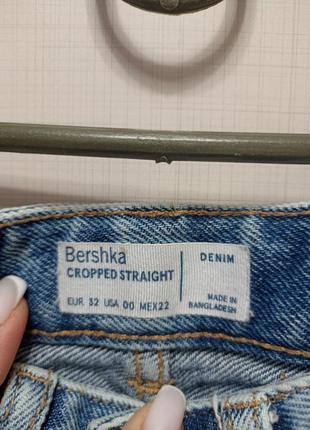 Bershka
CROPPED STRAIGHT
EUR 32 USA 00 MEX22
DENIM
MADE IN
BANGLADESH